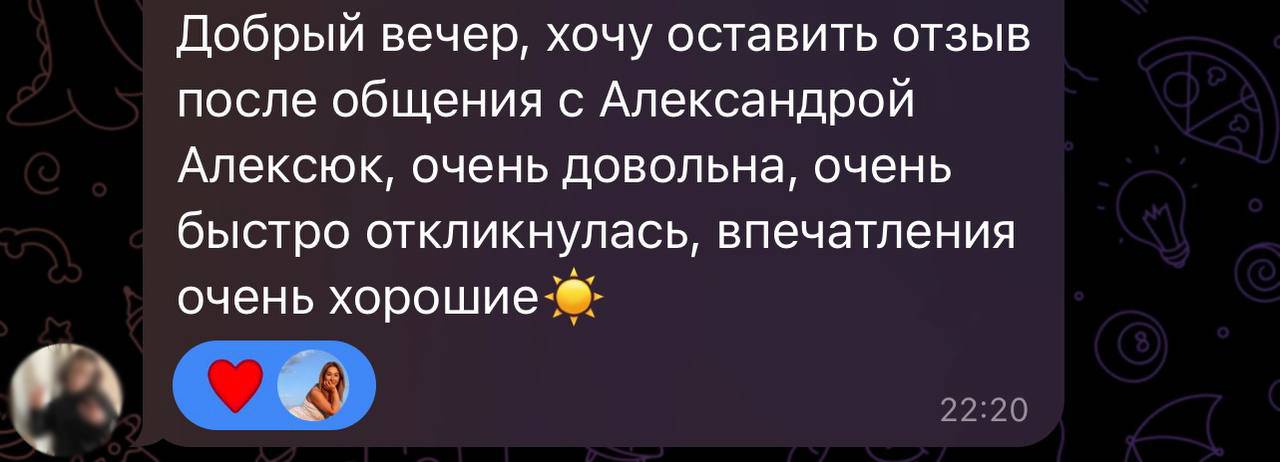 Добрый вечер, хочу оставить отзыв
после общения с Александрой
Алексюк, очень довольна, очень
быстро откликнулась, впечатления
очень хорошие☀️
22:20